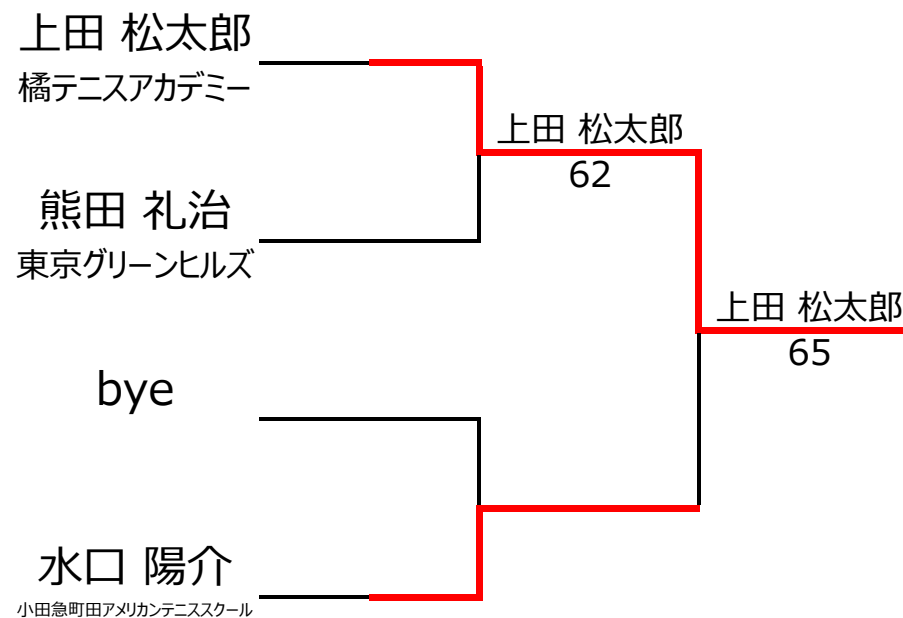 上田 松太郎
橘テニスアカデミー
上田 松太郎
62
熊田 礼治
東京グリーンヒルズ
上田 松太郎
65
bye
水口 陽介
小田急町田アメリカンテニススクール